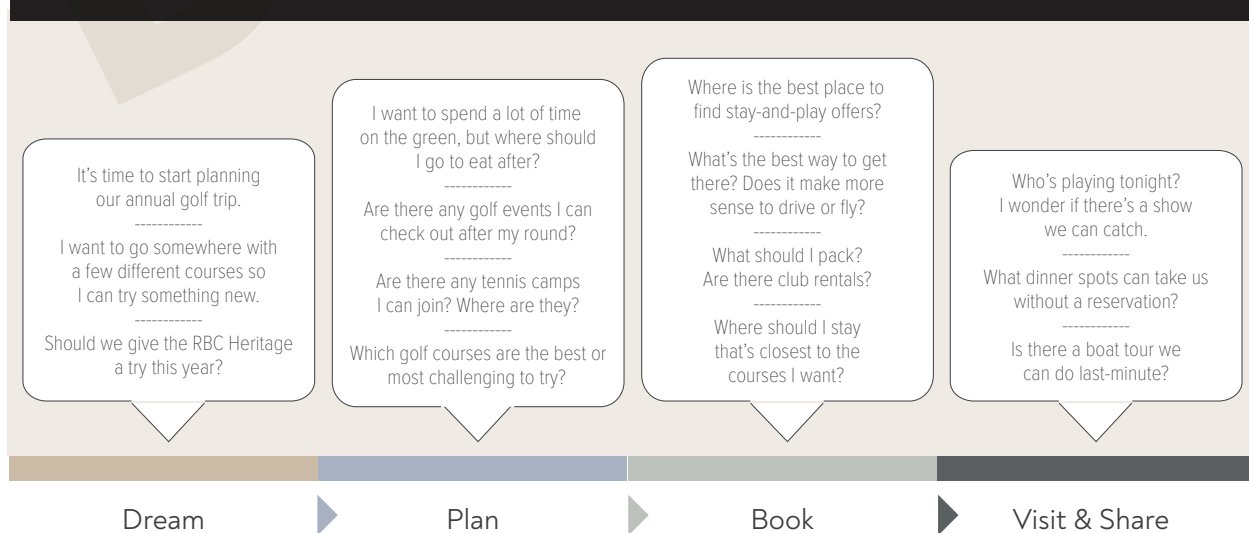 It's time to start planning
our annual golf trip.
------------
I want to go somewhere with
a few different courses so
I can try something new.
------------
Should we give the RBC Heritage
a try this year?
I want to spend a lot of time
on the green, but where should
I go to eat after?
------------
Are there any golf events I can
check out after my round?
------------
Are there any tennis camps
I can join? Where are they?
------------
Which golf courses are the best or
most challenging to try?
Where is the best place to
find stay-and-play offers?
------------
What's the best way to get
there? Does it make more
sense to drive or fly?
------------
What should I pack?
Are there club rentals?
------------
Where should I stay
that's closest to the
courses I want?
Who's playing tonight?
I wonder if there's a show
we can catch.
------------
What dinner spots can take us
without a reservation?
------------
Is there a boat tour we
can do last-minute?
Dream
Plan
Book
Visit & Share